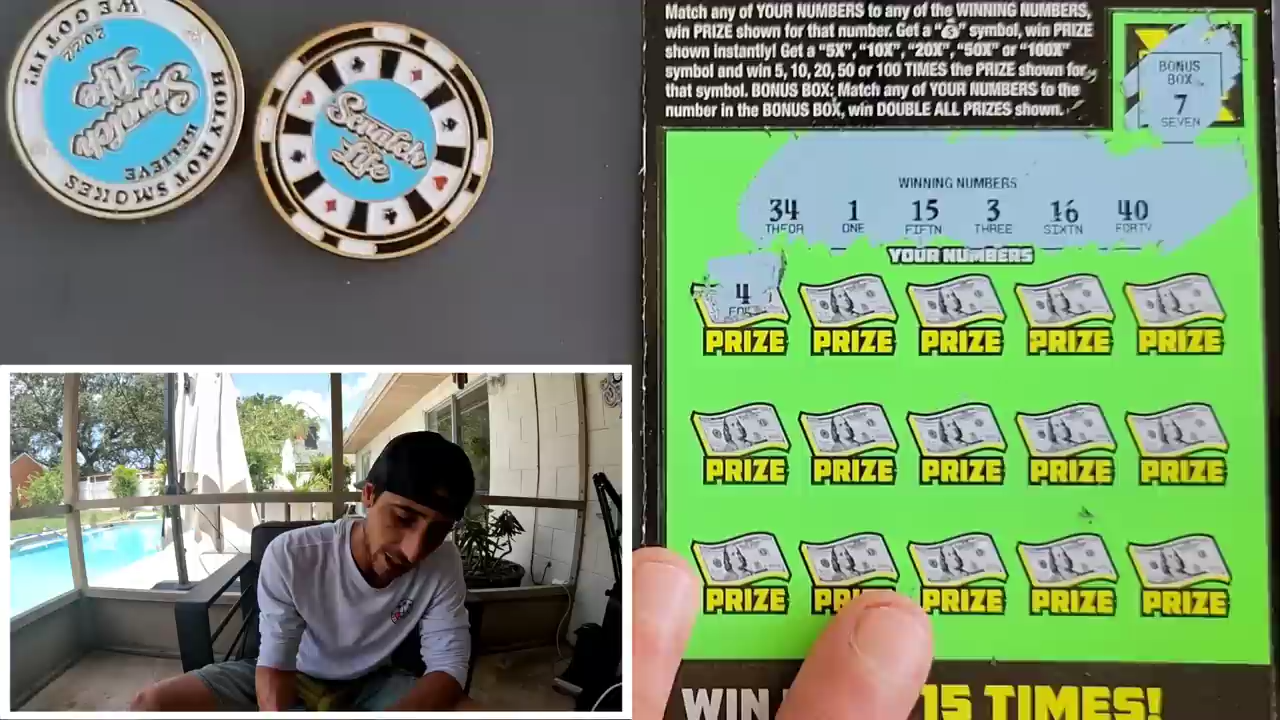 WE GOT IT!
2022
Scratch
Life
BELIEVE
HOLY HOT SMOKES
Scratch
Life
Match any of YOUR NUMBERS to any of the WINNING NUMBERS,
win PRIZE shown for that number. Get a "$" symbol, win PRIZE
shown instantly! Get a "5X", "10X", "20X", "50X" or "100X"
symbol and win 5, 10, 20, 50 or 100 TIMES the PRIZE shown for
that symbol. BONUS BOX: Match any of YOUR NUMBERS to the
number in the BONUS BOX, win DOUBLE ALL PRIZES shown.
BONUS
BOX
7
SEVEN
WINNING NUMBERS
34 1 15 3 16 40
THFOR ONE FIFTN THREE SIXTN FORTY
YOUR NUMBERS
4
PRIZE PRIZE PRIZE PRIZE PRIZE
PRIZE PRIZE PRIZE PRIZE PRIZE
PRIZE PRIZE PRIZE PRIZE
WIN 15 TIMES!